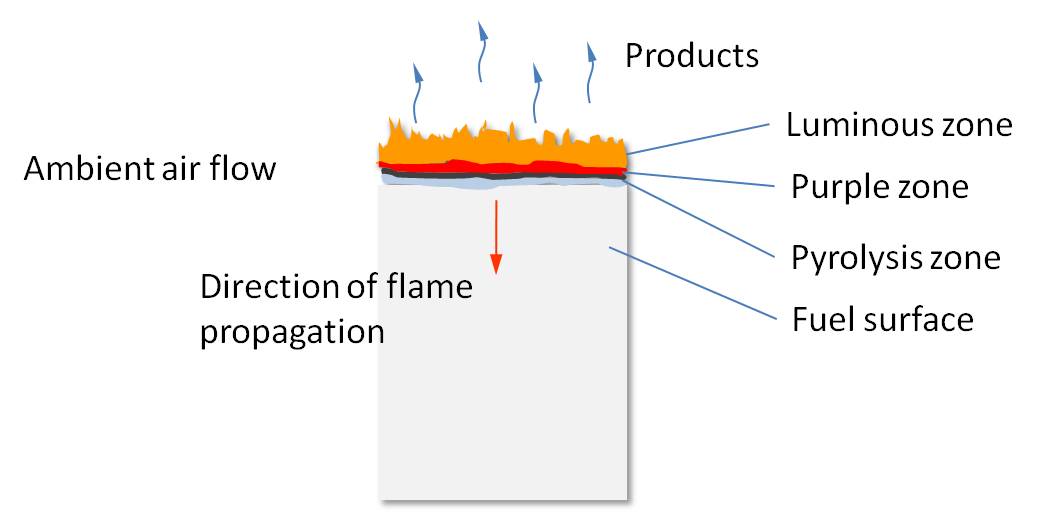 Products
Luminous zone
Ambient air flow
Purple zone
Pyrolysis zone
Direction of flame
propagation
Fuel surface